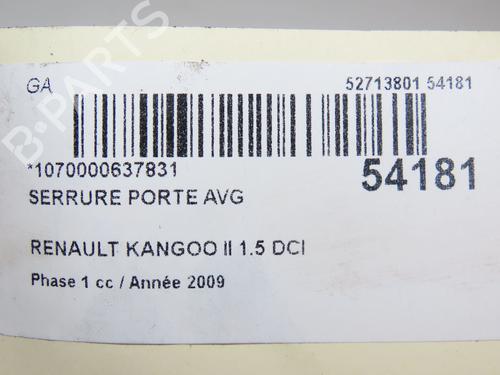 GA
52713801 54181
*1070000637831
54181
SERRURE PORTE AVG
RENAULT KANGOO II 1.5 DCI
Phase 1 cc / Année 2009
B-PARTS